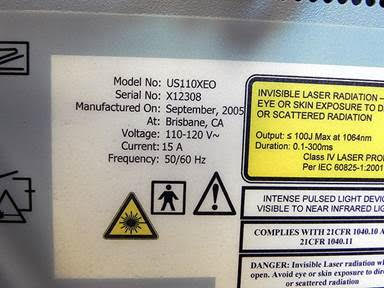 Model No: US110XEO
Serial No: X12308
Manufactured On: September, 2005
At: Brisbane, CA
Voltage: 110-120 V~
Current: 15 A
Frequency: 50/60 Hz
INVISIBLE LASER RADIATION
EYE OR SKIN EXPOSURE TO
OR SCATTERED RADIATION
Output: ≤ 100J Max at 1064nm
Duration: 0.1-300ms
Class IV LASER
Per IEC 60825-1:2001
INTENSE PULSED LIGHT
VISIBLE TO NEAR INFRARED
COMPLIES WITH 21CFR 1040.10
21CFR 1040.11
DANGER: Invisible Laser radiation
open. Avoid eye or skin exposure to
or scattered radiation